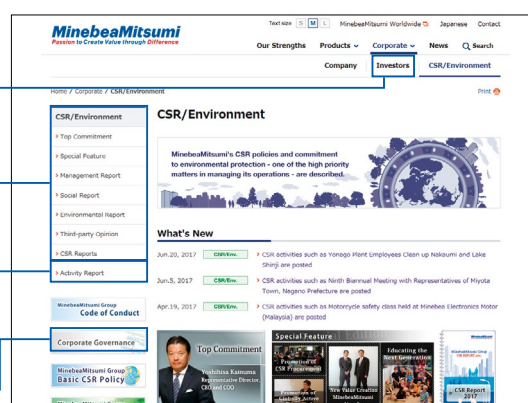 MinebeaMitsumi
Passion to Create Value through Difference
Text size S M L MinebeaMitsumi Worldwide Japanese Contact
Our Strengths Products Corporate News Search
Company Investors CSR/Environment
Home / Corporate / CSR/Environment
Print
CSR/Environment
Top Commitment
Special Feature
Management Report
Social Report
Environmental Report
Third-party Opinion
CSR Reports
Activity Report
MinebeaMitsumi Group
Code of Conduct
Corporate Governance
MinebeaMitsumi Group
Basic CSR Policy
CSR/Environment
MinebeaMitsumi's CSR policies and commitment
to environmental protection - one of the high priority
matters in managing its operations - are described.
What's New
Jun.20, 2017 CSR/Env. CSR activities such as Yonago Plant Employees Clean up Nakaumi and Lake
Shinji are posted
Jun.5, 2017 CSR/Env. CSR activities such as Ninth Biannual Meeting with Representatives of Miyota
Town, Nagano Prefecture are posted
Apr.19, 2017 CSR/Env. CSR activities such as Motorcycle safety class held at Minebea Electronics Motor
(Malaysia) are posted
Top Commitment
Yoshihisa Kainuma
Representative Director,
CEO and COO
Special Feature
Promotion of
CSR Procurement
Promotion of
Globally Active
New Value Creation
MinebeaMitsumi
Educating the
Next Generation
CSR Report
2017